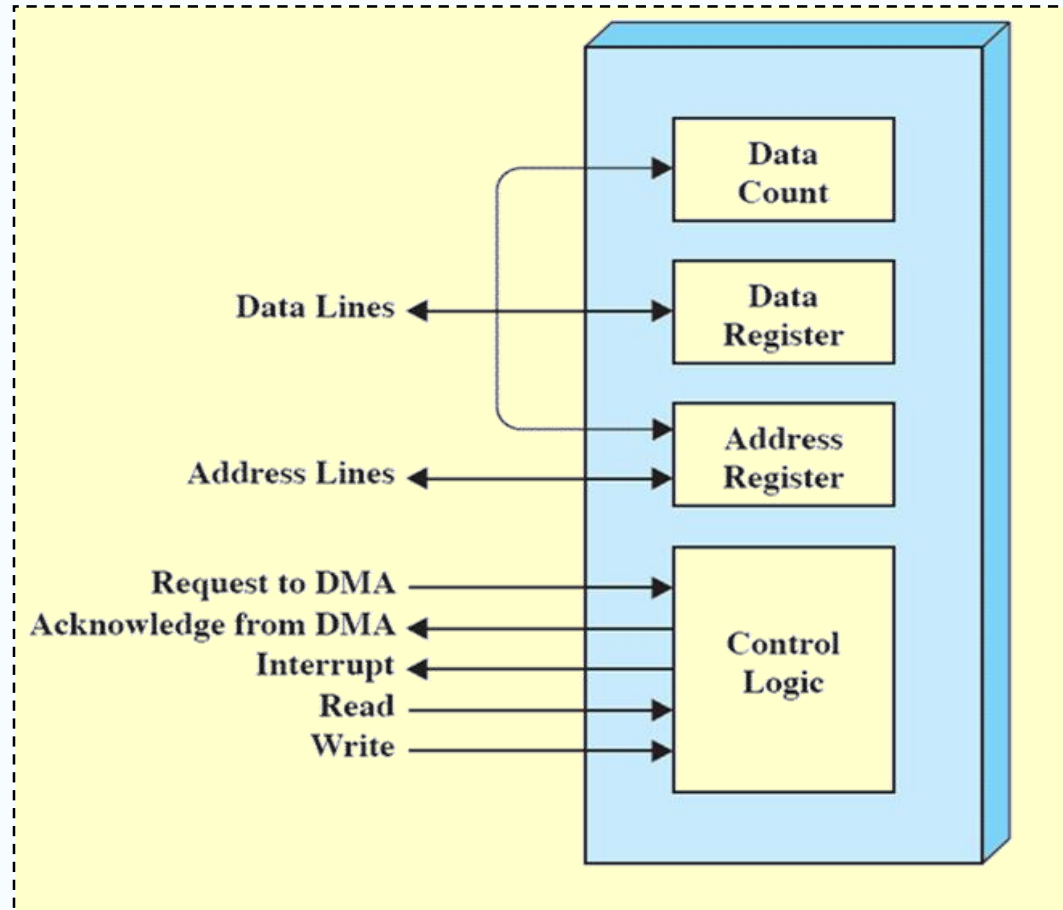 Data
Count
Data Lines
Data
Register
Address Lines
Address
Register
Request to DMA
Acknowledge from DMA
Interrupt
Read
Write
Control
Logic